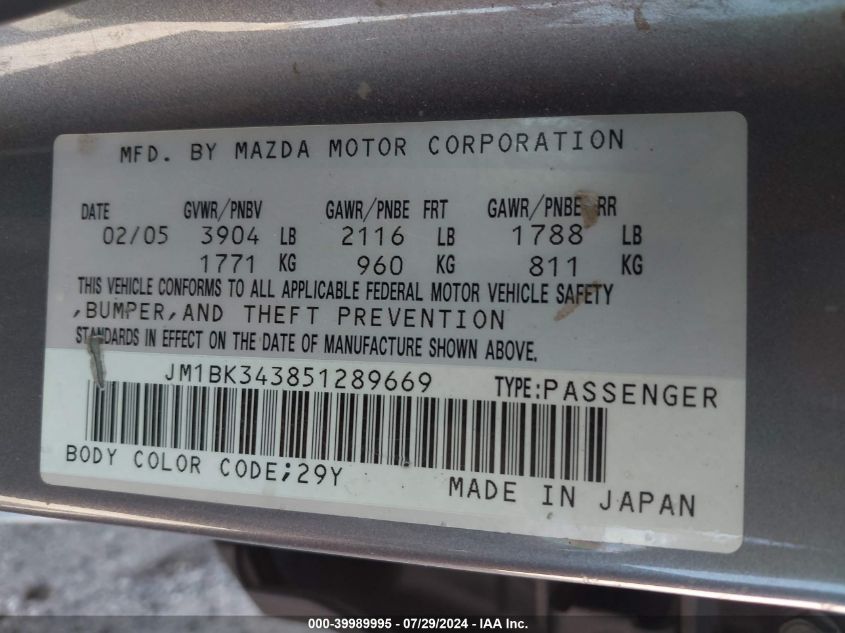 MFD. BY MAZDA MOTOR CORPORATION
DATE GVWR/PNBV GAWR/PNBE FRT GAWR/PNBE RR
02/05 3904 LB 2116 LB 1788 LB
1771 KG 960 KG 811 KG
THIS VEHICLE CONFORMS TO ALL APPLICABLE FEDERAL MOTOR VEHICLE SAFETY
,BUMPER,AND THEFT PREVENTION
STANDARDS IN EFFECT ON THE DATE OF MANUFACTURE SHOWN ABOVE.
JM1BK343851289669 TYPE:PASSENGER
BODY COLOR CODE;29Y
MADE IN JAPAN
000-39989995 - 07/29/2024 - IAA Inc.